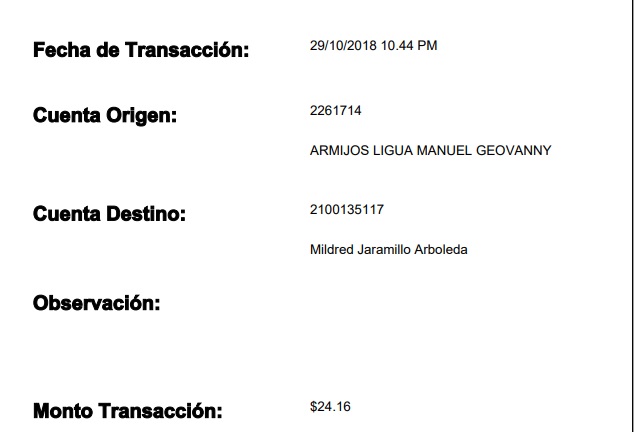 Fecha de Transacción: 29/10/2018 10.44 PM
Cuenta Origen: 2261714
ARMIJOS LIGUA MANUEL GEOVANNY
Cuenta Destino: 2100135117
Mildred Jaramillo Arboleda
Observación:
Monto Transacción: $24.16